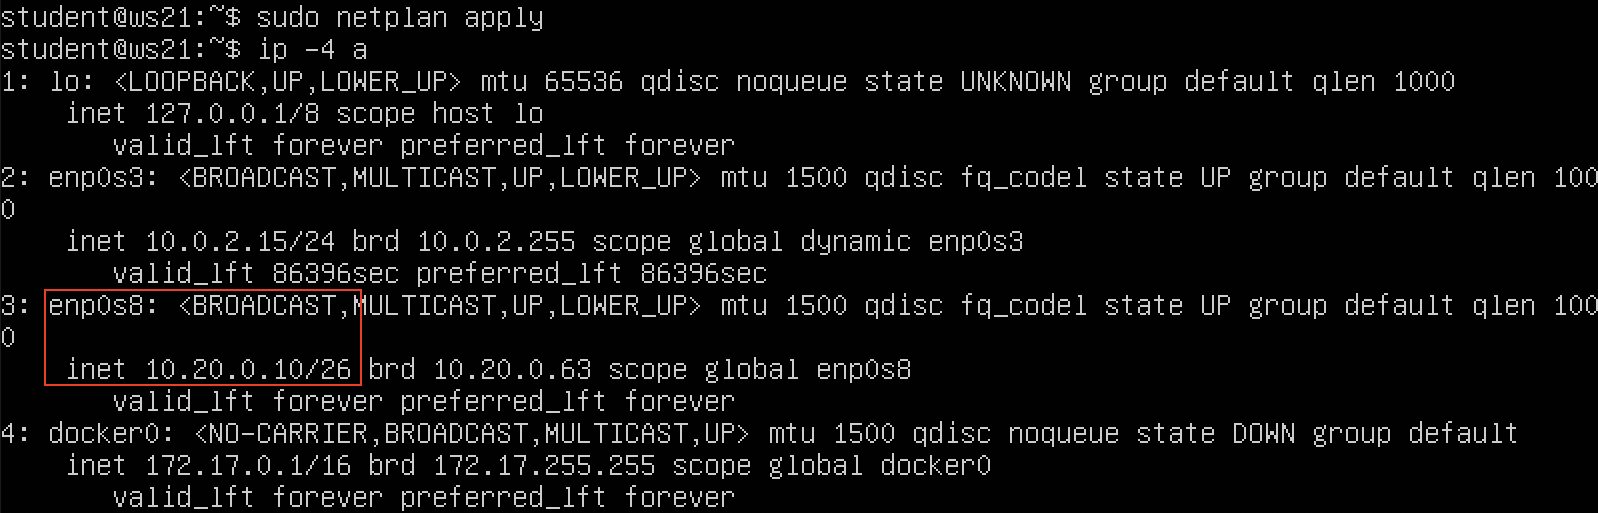 student@ws21:~$ sudo netplan apply
student@ws21:~$ ip -4 a
1: lo: <LOOPBACK,UP,LOWER_UP> mtu 65536 qdisc noqueue state UNKNOWN group default qlen 1000
    inet 127.0.0.1/8 scope host lo
       valid_lft forever preferred_lft forever
2: enp0s3: <BROADCAST,MULTICAST,UP,LOWER_UP> mtu 1500 qdisc fq_codel state UP group default qlen 100
0
    inet 10.0.2.15/24 brd 10.0.2.255 scope global dynamic enp0s3
       valid_lft 86396sec preferred_lft 86396sec
3: enp0s8: <BROADCAST,MULTICAST,UP,LOWER_UP> mtu 1500 qdisc fq_codel state UP group default qlen 100
0
    inet 10.20.0.10/26 brd 10.20.0.63 scope global enp0s8
       valid_lft forever preferred_lft forever
4: docker0: <NO-CARRIER,BROADCAST,MULTICAST,UP> mtu 1500 qdisc noqueue state DOWN group default
    inet 172.17.0.1/16 brd 172.17.255.255 scope global docker0
       valid_lft forever preferred_lft forever